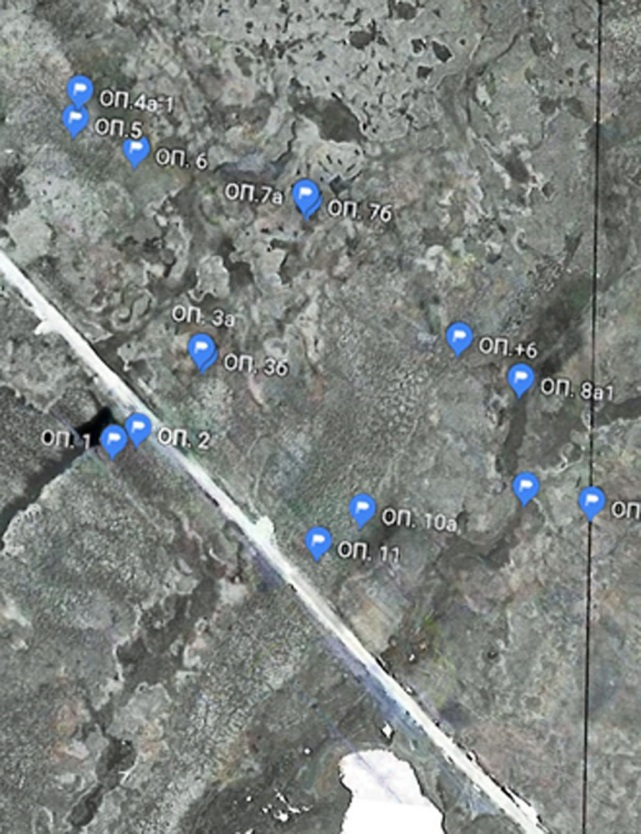 ОП.4а-1
ОП.5
ОП. 6
ОП.7а
ОП. 7б
ОП. 3а
ОП. 3б
ОП.+6
ОП. 8а1
ОП. 1
ОП. 2
ОП
ОП. 10а
ОП. 11